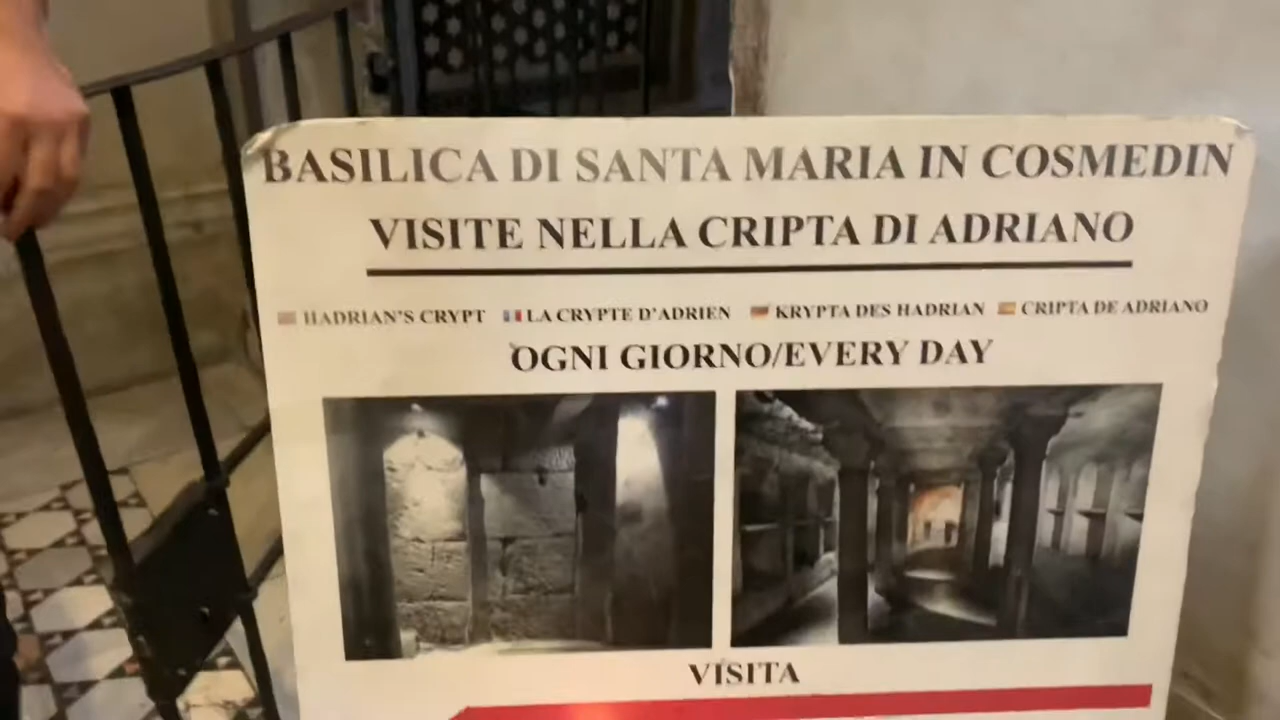 BASILICA DI SANTA MARIA IN COSMEDIN
VISITE NELLA CRIPTA DI ADRIANO
HADRIAN'S CRYPT LA CRYPTE D'ADRIEN KRYPTA DES HADRIAN CRIPTA DE ADRIANO
OGNI GIORNO/EVERY DAY
VISITA